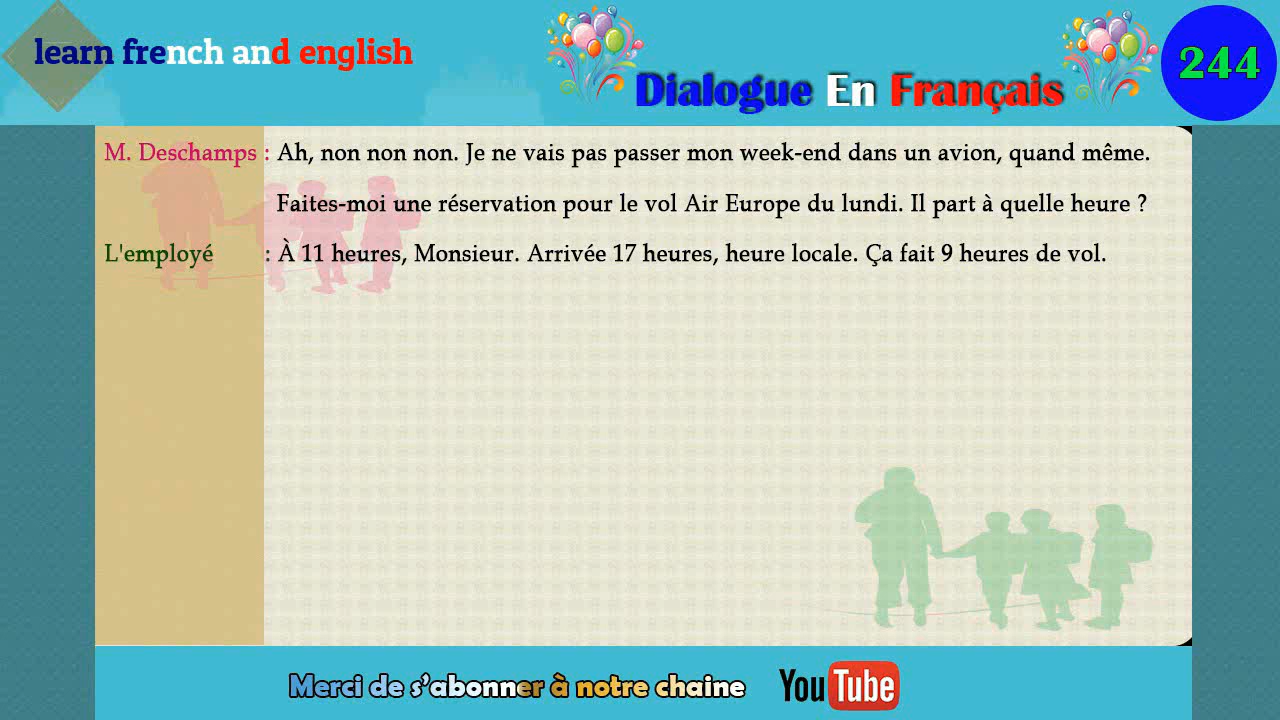 learn french and english
Dialogue En Français
244
M. Deschamps : Ah, non non non. Je ne vais pas passer mon week-end dans un avion, quand même.
Faites-moi une réservation pour le vol Air Europe du lundi. Il part à quelle heure ?
L'employé : À 11 heures, Monsieur. Arrivée 17 heures, heure locale. Ça fait 9 heures de vol.
Merci de s'abonner à notre chaine
YouTube